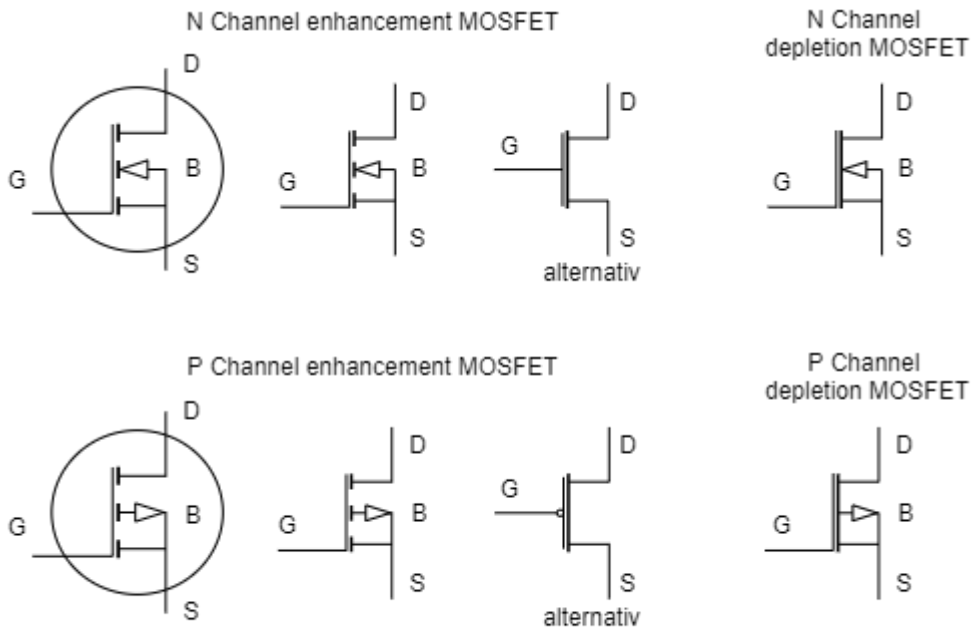 N Channel enhancement MOSFET
N Channel
depletion MOSFET
D
B
G
S
D
B
G
S
D
G
S
alternativ
D
B
G
S
P Channel enhancement MOSFET
P Channel
depletion MOSFET
D
B
G
S
D
B
G
S
D
G
S
alternativ
D
B
G
S